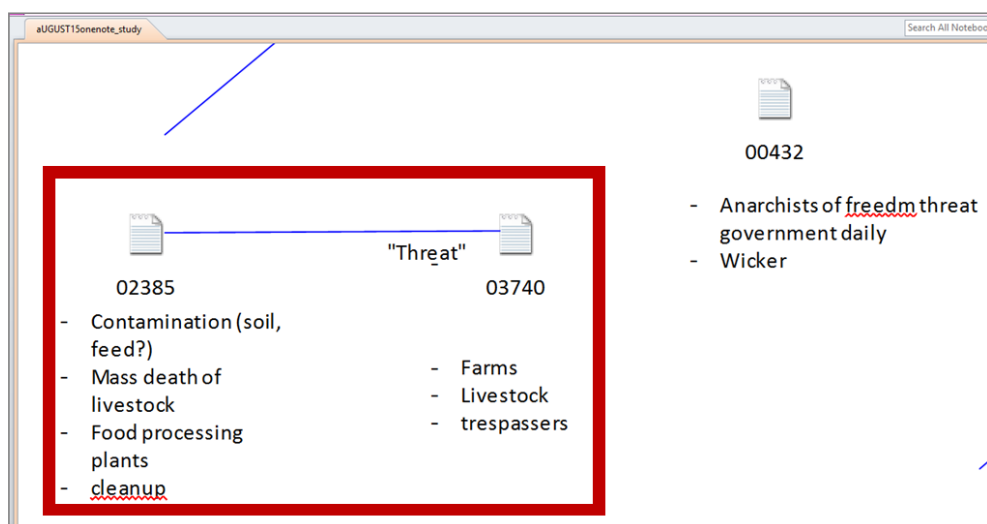 aUGUST15onenote_study
Search All Noteboo
00432
- Anarchists of freedm threat
government daily
- Wicker
"Threat"
-
02385
03740
- Contamination (soil,
feed?)
- Mass death of
livestock
- Food processing
plants
- cleanup
- Farms
- Livestock
- trespassers